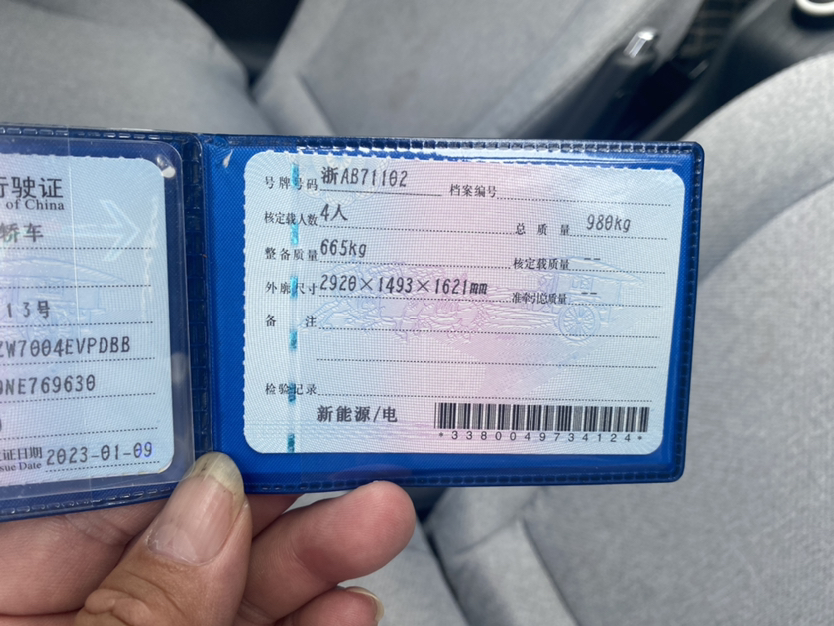 行驶证
of China
轿车
13号
ZW7004EVPDBB
NE769630
证日期
sue Date 2023-01-09
号牌号码 浙AB71102 档案编号
核定载人数 4人 总质量 980kg
整备质量 665kg 核定载质量 --
外廓尺寸 2920×1493×1621mm 准牵引总质量 --
备注
检验记录
新能源/电
*3380049734124*